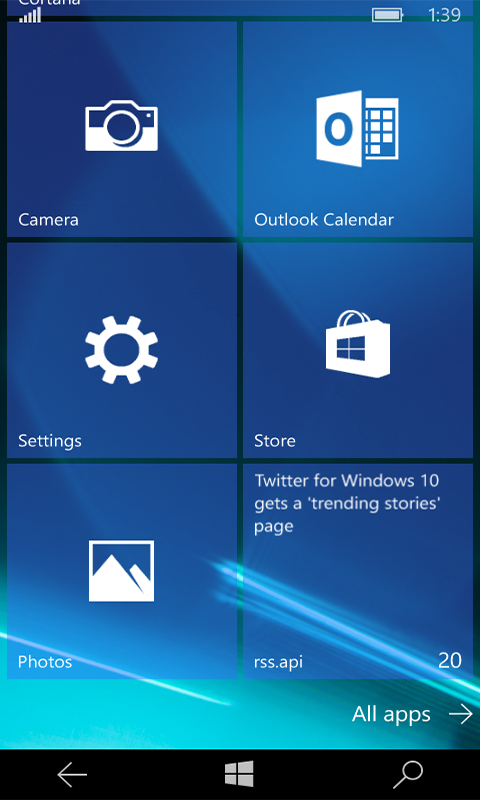 Cortana
1:39
Camera
Outlook Calendar
Settings
Store
Twitter for Windows 10
gets a 'trending stories'
page
Photos
rss.api
20
All apps